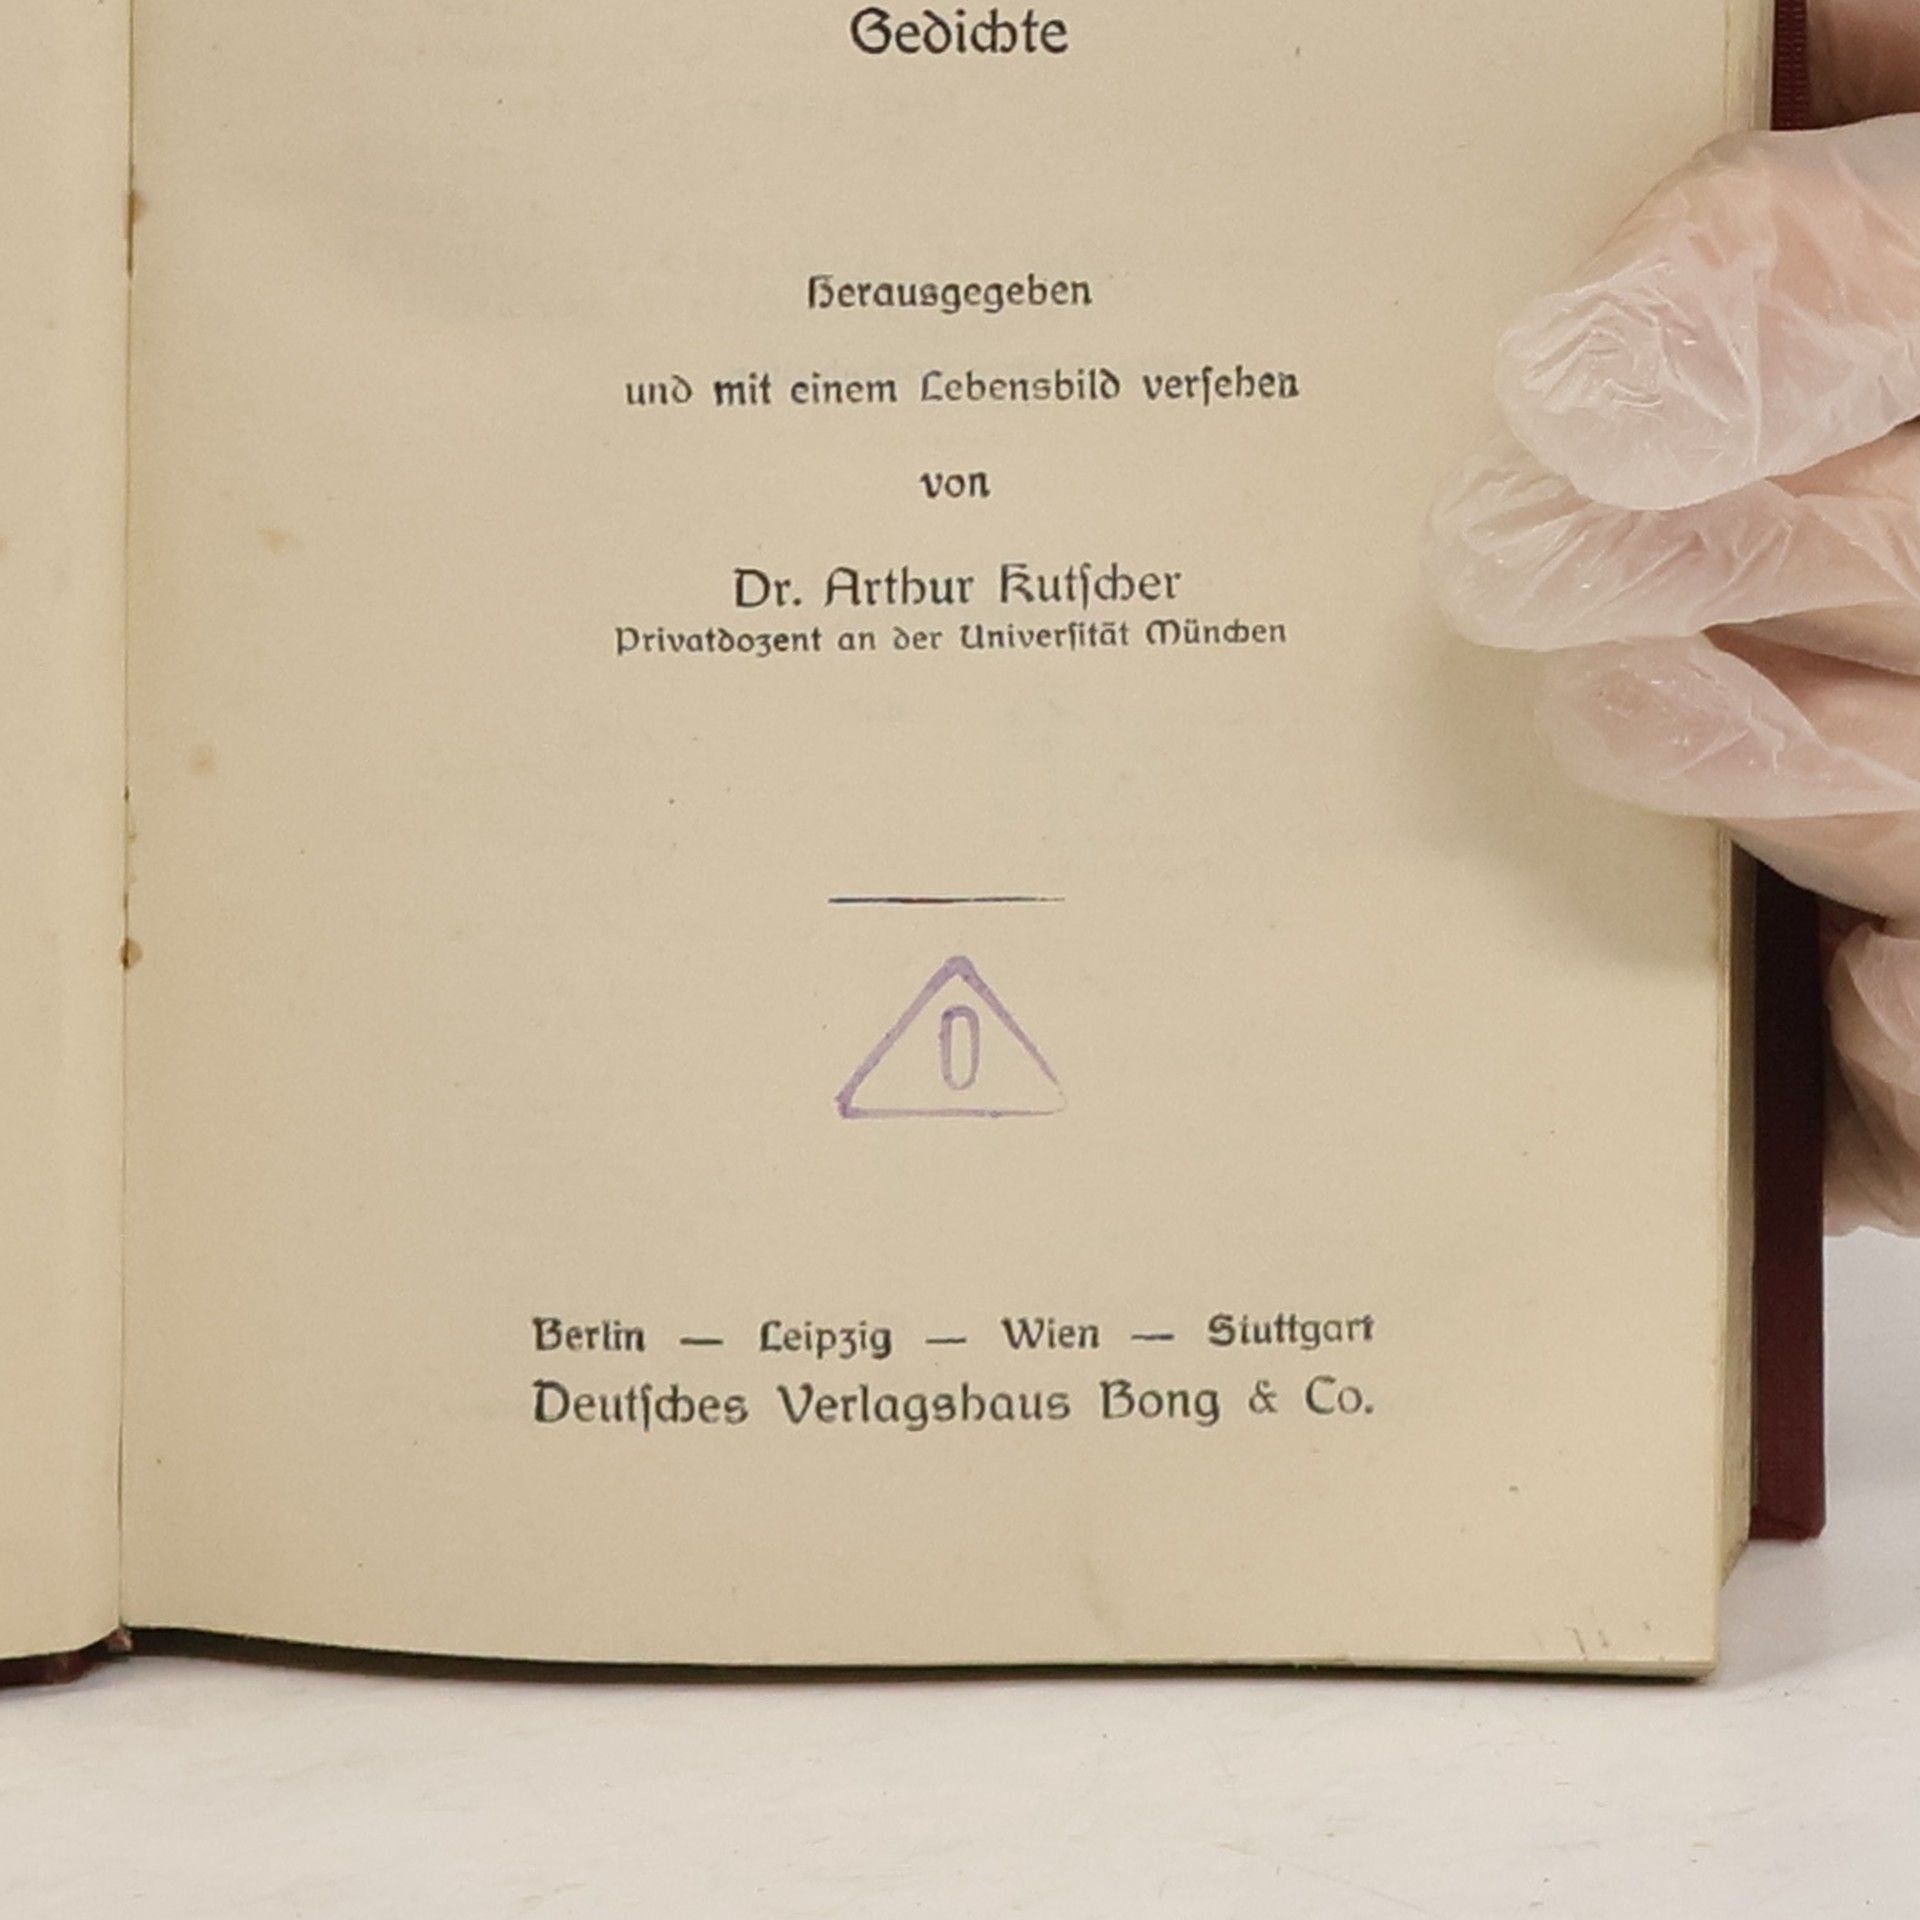 Gedichte
Herausgegeben
und mit einem Lebensbild verſehen
von
Dr. Arthur Kutſcher
Privatdozent an der Univerſität München
0
Berlin — Leipzig — Wien — Stuttgart
Deutſches Verlagshaus Bong & Co.